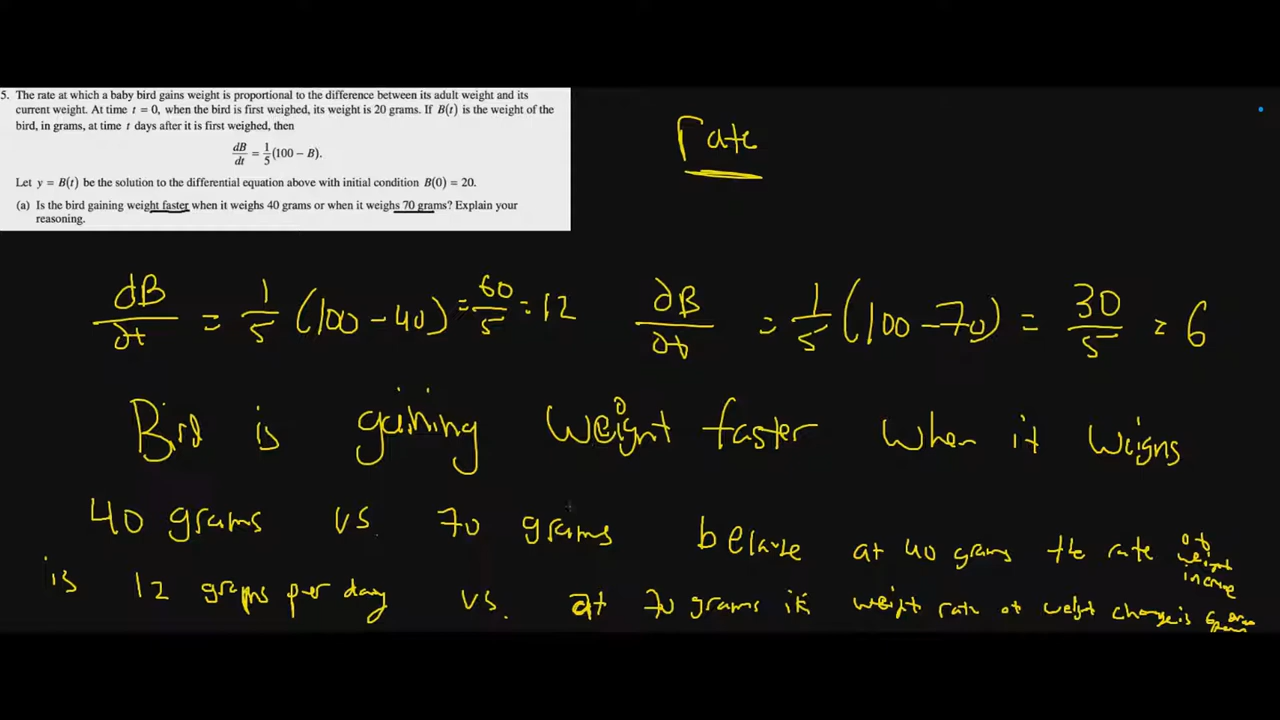 5. The rate at which a baby bird gains weight is proportional to the difference between its adult weight and its
current weight. At time t = 0, when the bird is first weighed, its weight is 20 grams. If B(t) is the weight of the
bird, in grams, at time t days after it is first weighed, then
dB/dt = 1/5 (100 − B).
Let y = B(t) be the solution to the differential equation above with initial condition B(0) = 20.
(a) Is the bird gaining weight faster when it weighs 40 grams or when it weighs 70 grams? Explain your
reasoning.
rate
dB/dt = 1/5 (100 − 40) = 60/5 = 12
∂B/∂t = 1/5 (100 − 70) = 30/5 = 6
Bird is gaining weight faster when it weighs
40 grams vs. 70 grams because at 40 grams the rate of weight increase
is 12 grams per day vs. at 70 grams weight rate of weight change is 6